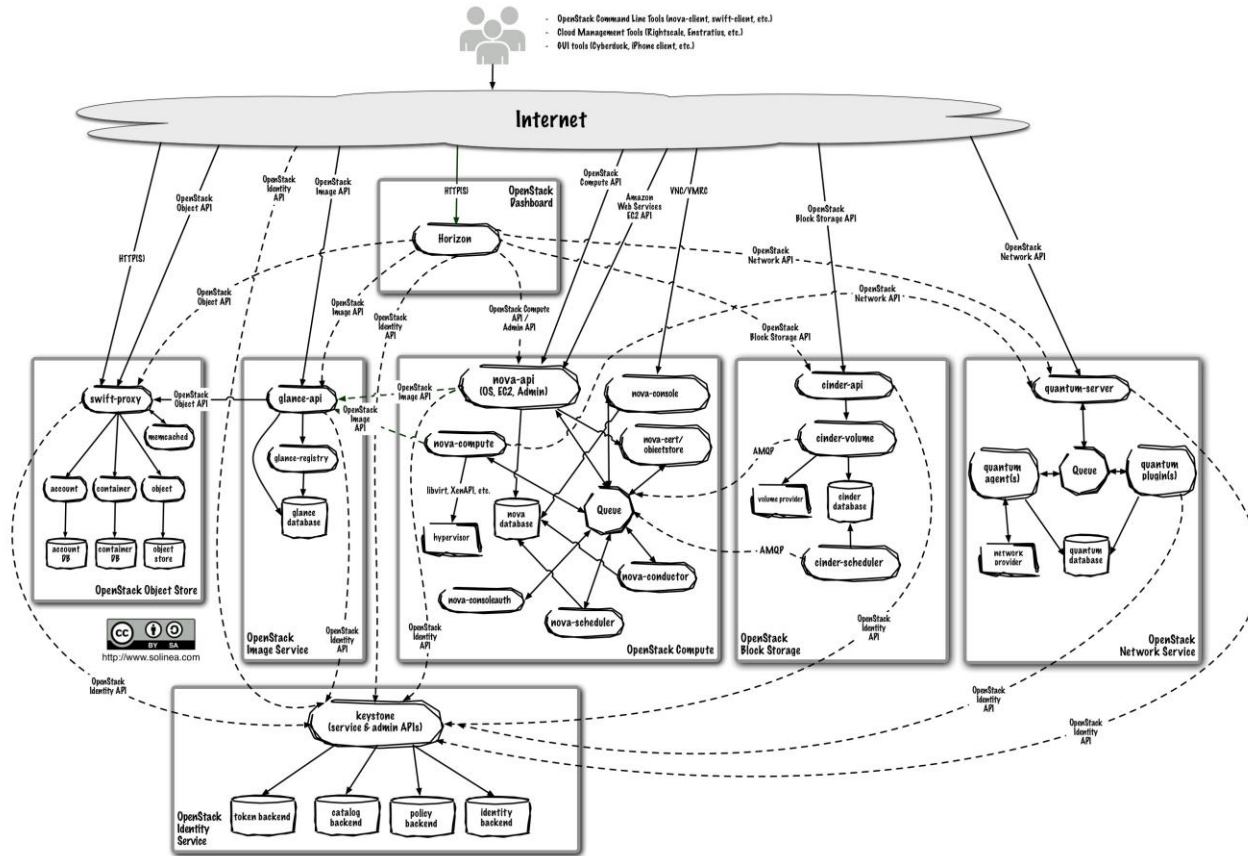 - OpenStack Command Line Tools (nova-client, swift-client, etc.)
- Cloud Management Tools (Rightscale, Enstratius, etc.)
- GUI tools (Cyberduck, iPhone client, etc.)
Internet
HTTP(S)
OpenStack
Object API
OpenStack
Identity
API
OpenStack
Image API
HTTP(S)
OpenStack
Compute API
Amazon
Web Services
EC2 API
VNC/VMRC
OpenStack
Block Storage API
OpenStack
Network API
OpenStack
Dashboard
Horizon
OpenStack
Object API
OpenStack
Image API
OpenStack
Identity
API
OpenStack Compute
API /
Admin API
OpenStack
Block Storage API
OpenStack
Network API
OpenStack
Network API
swift-proxy
memcached
account
container
object
account
DB
container
DB
object
store
OpenStack Object Store
OpenStack
Object API
glance-api
glance-registry
glance
database
OpenStack
Image Service
OpenStack
Image API
OpenStack
Image API
nova-api
(OS, EC2, Admin)
nova-console
nova-compute
nova-cert/
objectstore
libvirt, XenAPI, etc.
hypervisor
nova
database
Queue
nova-conductor
nova-consoleauth
nova-scheduler
OpenStack Compute
AMQP
AMQP
cinder-api
cinder-volume
volume provider
cinder
database
cinder-scheduler
OpenStack
Block Storage
quantum-server
quantum
agent(s)
Queue
quantum
plugin(s)
network
provider
quantum
database
OpenStack
Network Service
CC
BY SA
http://www.solinea.com
OpenStack
Identity API
OpenStack
Identity
API
OpenStack
Identity
API
OpenStack
Identity
API
OpenStack
Identity
API
OpenStack
Identity
API
keystone
(service & admin APIs)
token backend
catalog
backend
policy
backend
identity
backend
OpenStack
Identity
Service